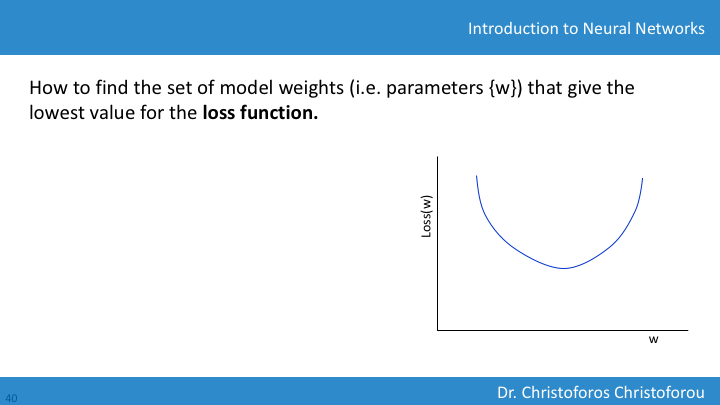 Introduction to Neural Networks
How to find the set of model weights (i.e. parameters {w}) that give the
lowest value for the loss function.
Loss(w)
w
40
Dr. Christoforos Christoforou